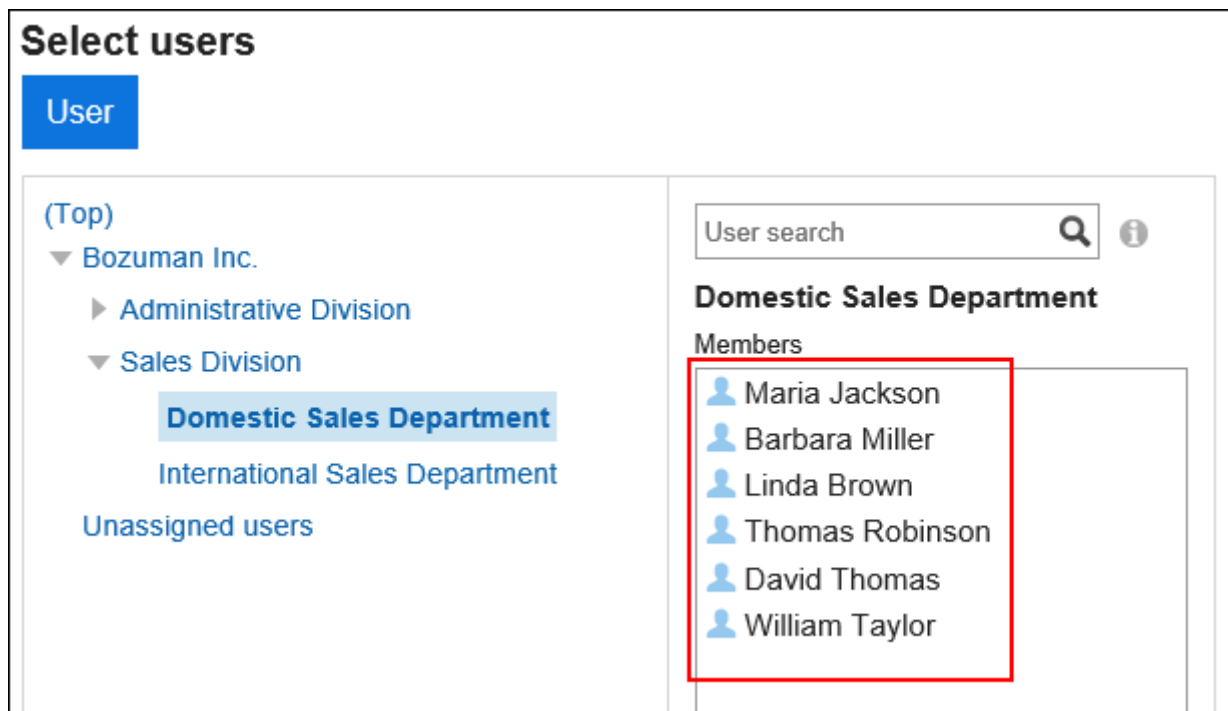 Select users
User
(Top)
Bozuman Inc.
Administrative Division
Sales Division
Domestic Sales Department
International Sales Department
Unassigned users
User search
Domestic Sales Department
Members
Maria Jackson
Barbara Miller
Linda Brown
Thomas Robinson
David Thomas
William Taylor